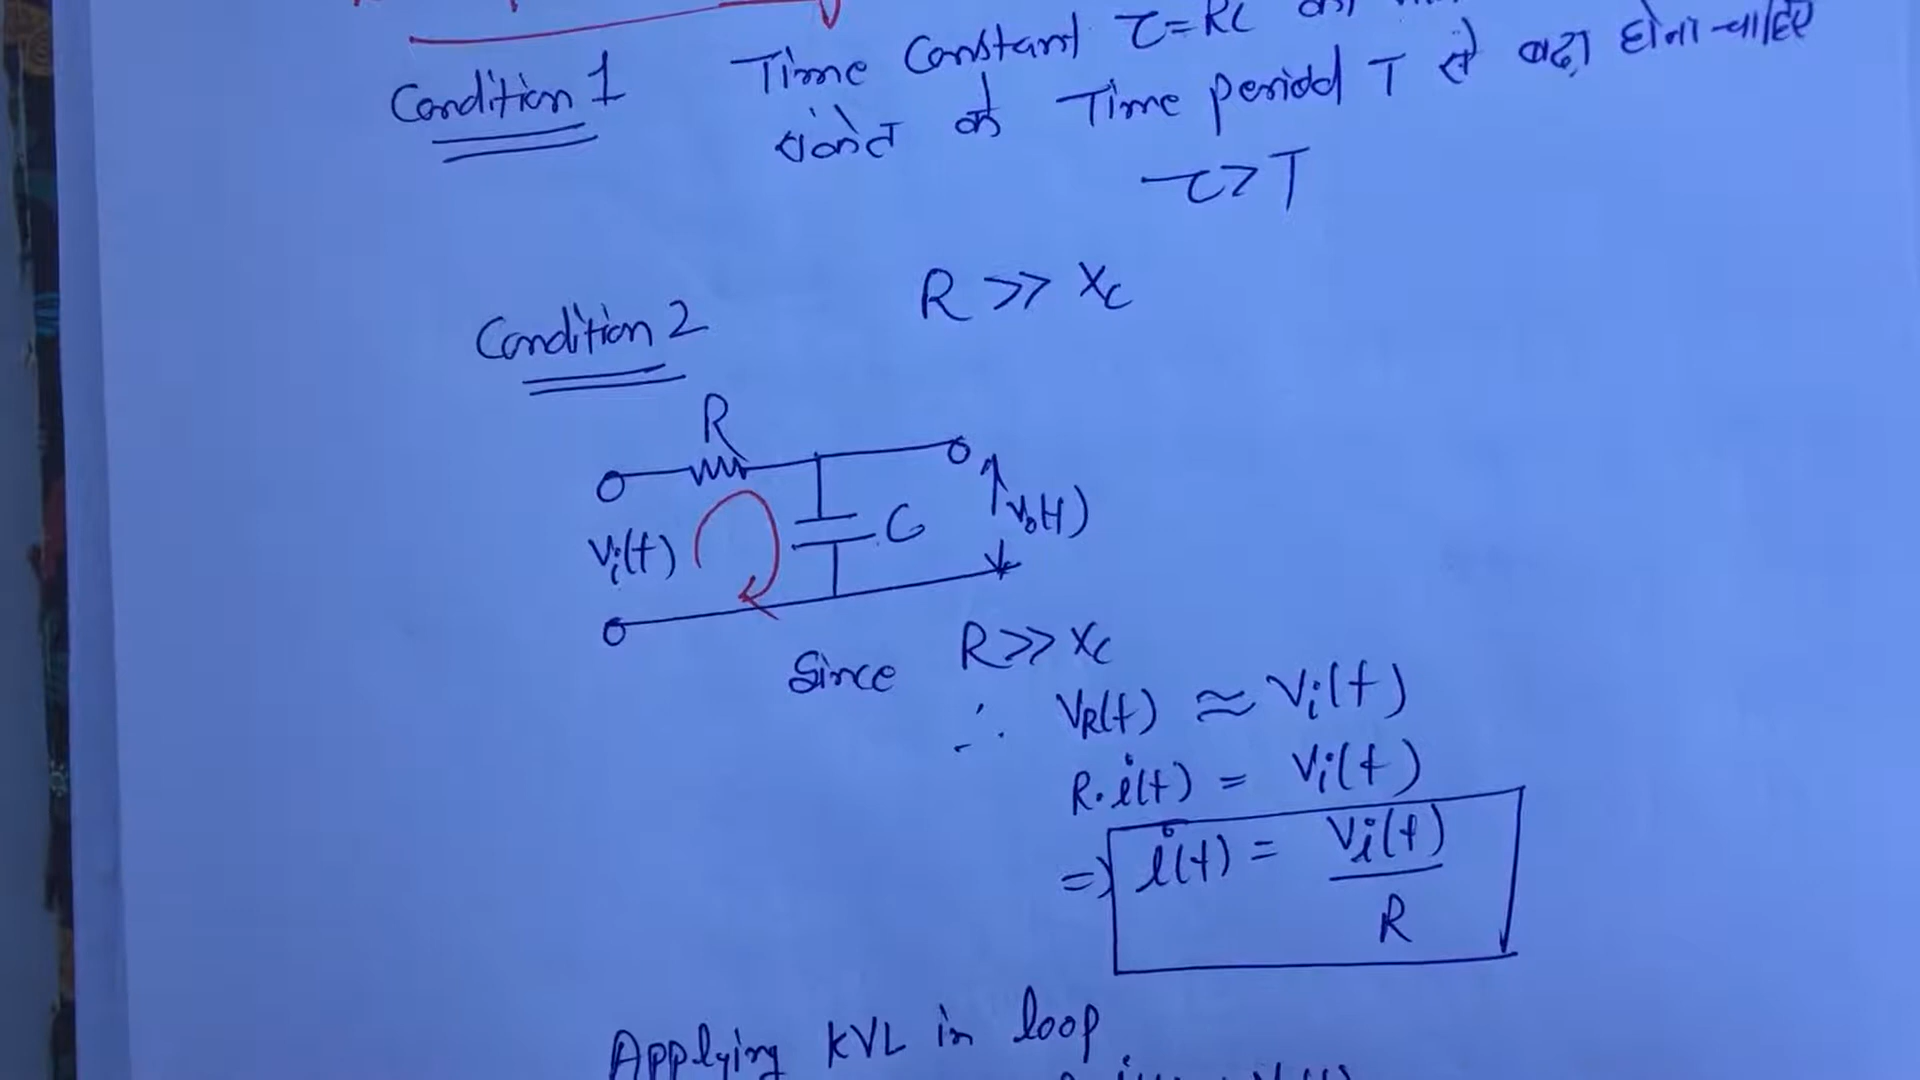 Condition 1 Time Constant τ=RC का
संकेत के Time period T से बड़ा होना चाहिए
τ>T
Condition 2 R >> Xc
R
Vi(t)
C
Vo(t)
Since R>>Xc
∴ VR(t) ≈ Vi(t)
R.i(t) = Vi(t)
=> i(t) = Vi(t)
R
Applying KVL in loop